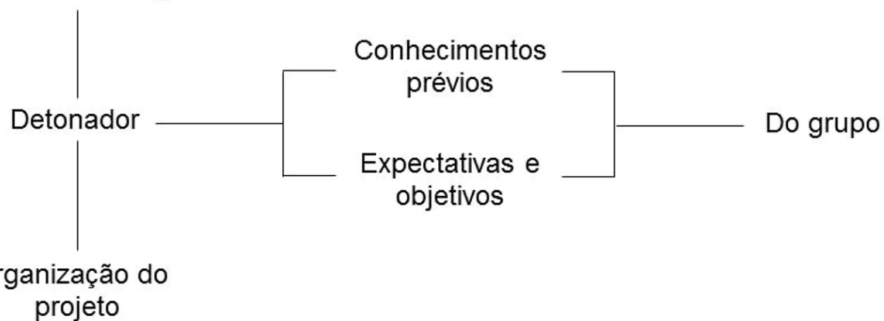 Conhecimentos
prévios
Detonador
Do grupo
Expectativas e
objetivos
rganização do
projeto